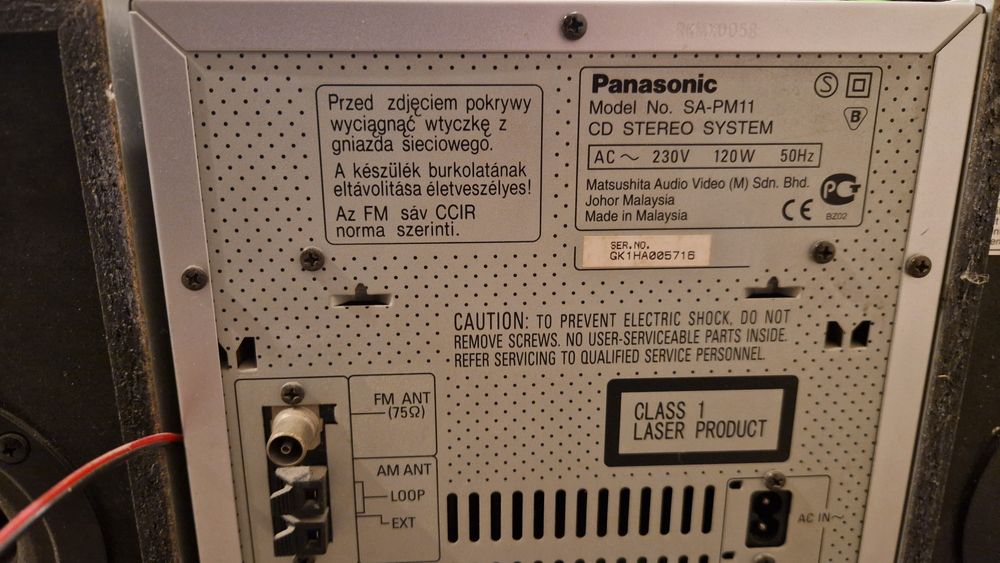 Przed zdjęciem pokrywy
wyciągnąć wtyczkę z
gniazda sieciowego.
A készülék burkolatának
eltávolitása életveszélyes!
Az FM sáv CCIR
norma szerinti.
Panasonic
Model No. SA-PM11
CD STEREO SYSTEM
AC ~ 230V 120W 50Hz
Matsushita Audio Video (M) Sdn. Bhd.
Johor Malaysia
Made in Malaysia
S
B
PG
CE
BZ02
SER.NO.
GK1HA005716
CAUTION: TO PREVENT ELECTRIC SHOCK, DO NOT
REMOVE SCREWS. NO USER-SERVICEABLE PARTS INSIDE.
REFER SERVICING TO QUALIFIED SERVICE PERSONNEL.
CLASS 1
LASER PRODUCT
FM ANT
(75Ω)
AM ANT
LOOP
EXT
AC IN~